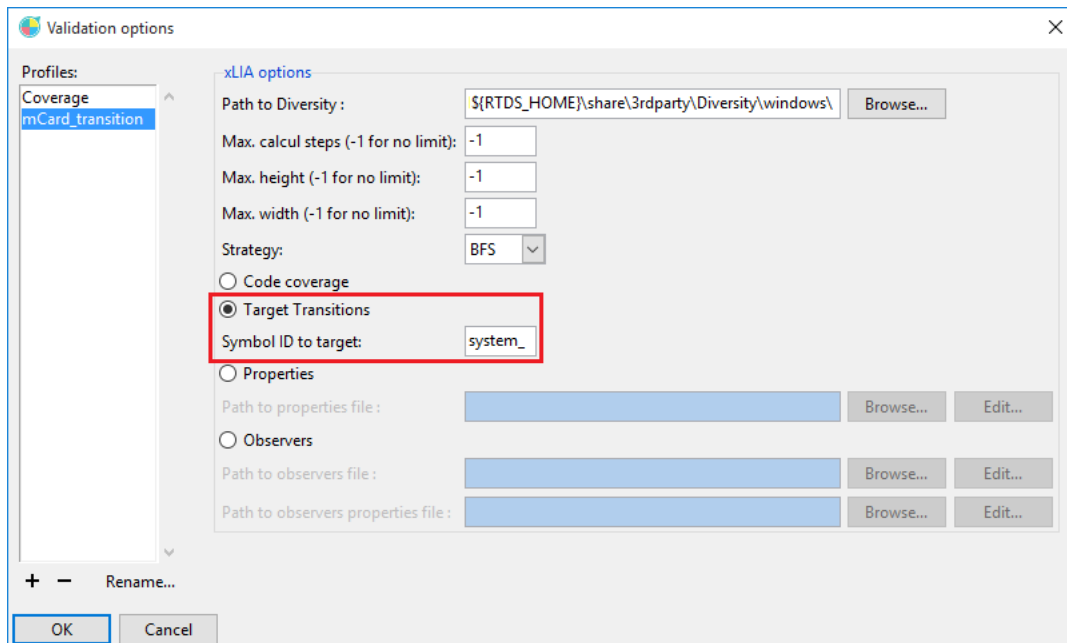 Validation options
Profiles:
Coverage
mCard_transition
+ − Rename...
xLIA options
Path to Diversity : ${RTDS_HOME}\share\3rdparty\Diversity\windows\ Browse...
Max. calcul steps (-1 for no limit): -1
Max. height (-1 for no limit): -1
Max. width (-1 for no limit): -1
Strategy: BFS
Code coverage
Target Transitions
Symbol ID to target: system_
Properties
Path to properties file : Browse... Edit...
Observers
Path to observers file : Browse... Edit...
Path to observers properties file : Browse... Edit...
OK Cancel